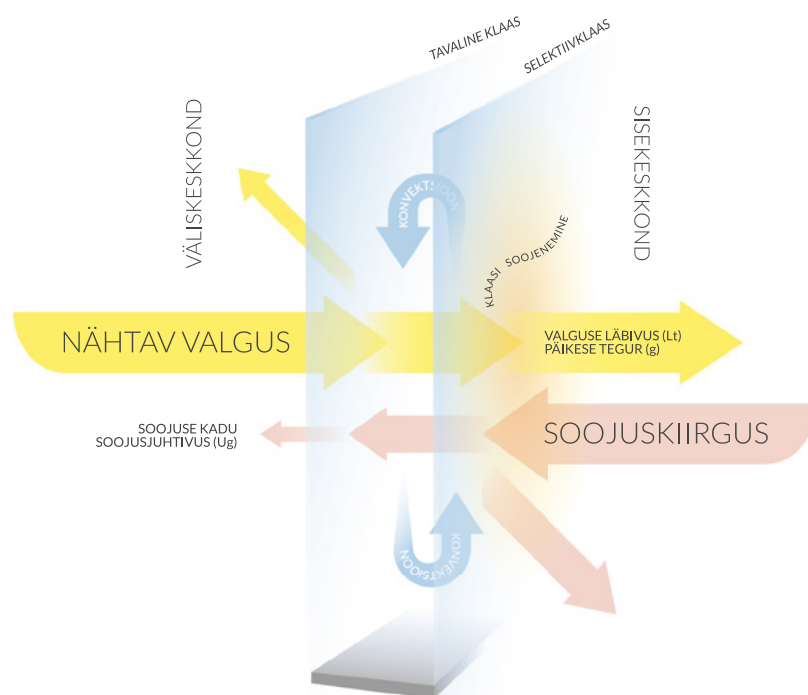 TAVALINE KLAAS
SELEKTIIVKLAAS
VÄLISKESKKOND
SISEKESKKOND
KONVEKTSIOON
KLAASI SOOJENEMINE
NÄHTAV VALGUS
VALGUSE LÄBIVUS (Lt)
PÄIKESE TEGUR (g)
SOOJUSE KADU
SOOJUSJUHTIVUS (Ug)
SOOJUSKIIRGUS
KONVEKTSIOON